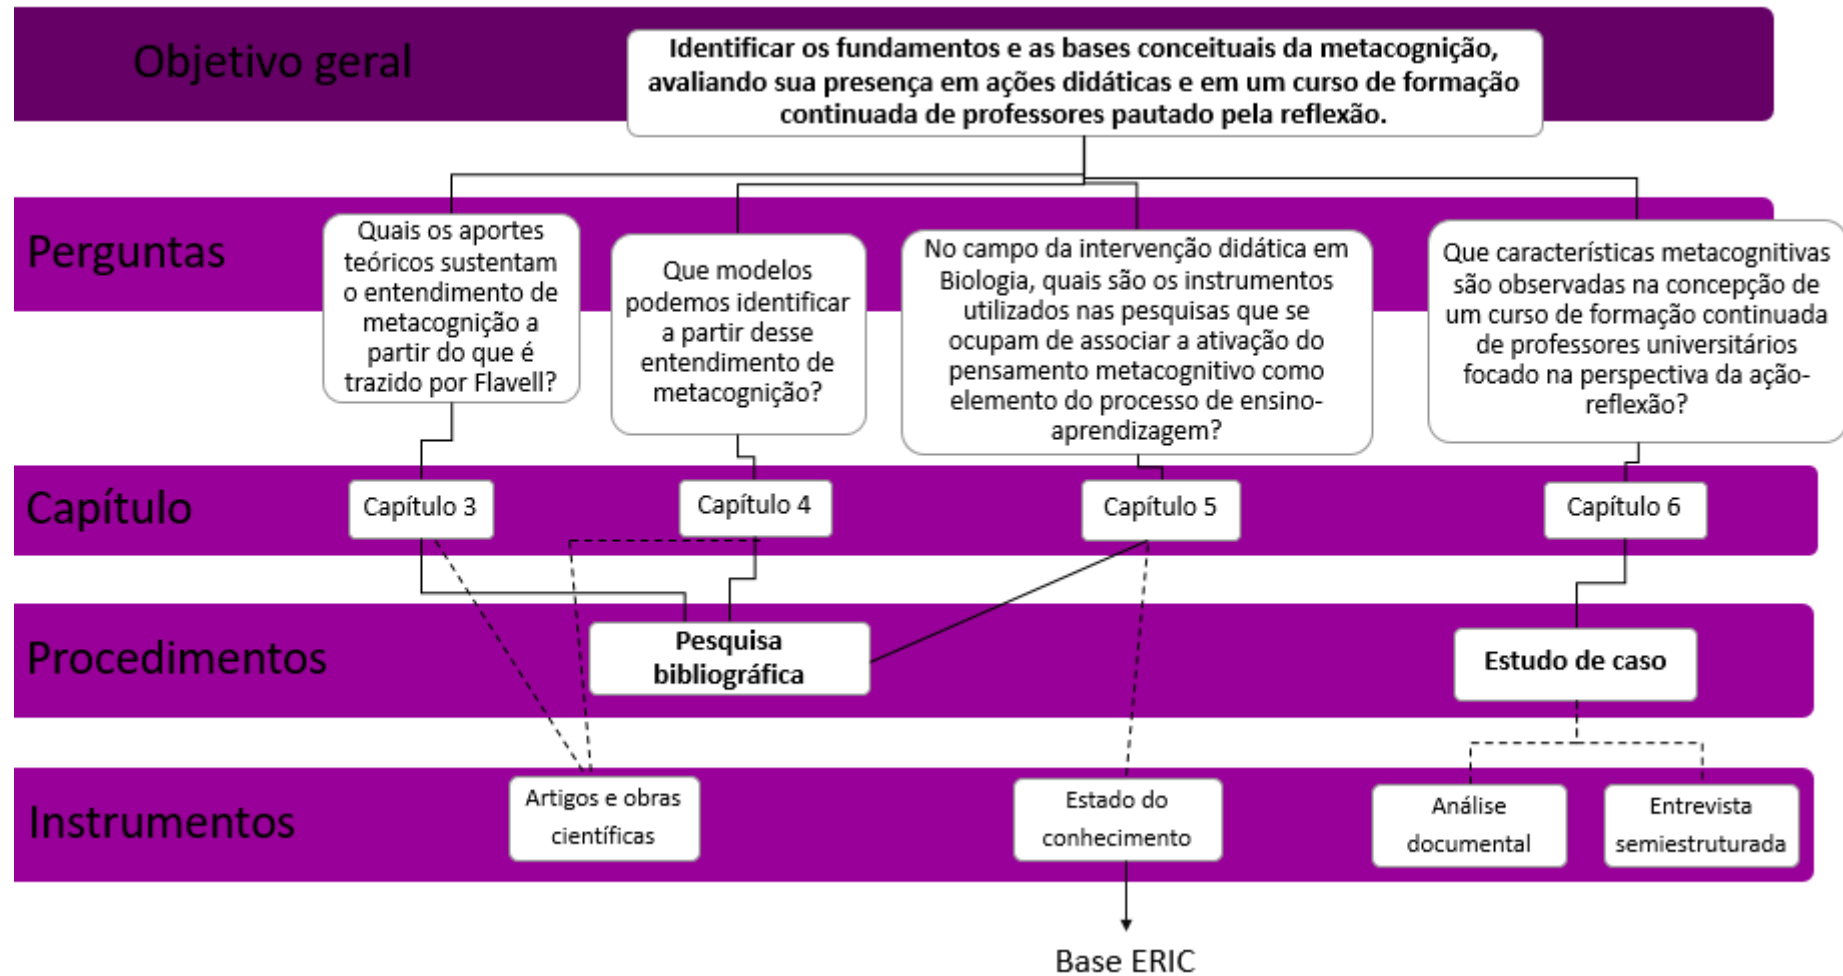 Objetivo geral
Identificar os fundamentos e as bases conceituais da metacognição,
avaliando sua presença em ações didáticas e em um curso de formação
continuada de professores pautado pela reflexão.
Perguntas
Quais os aportes
teóricos sustentam
o entendimento de
metacognição a
partir do que é
trazido por Flavell?
Que modelos
podemos identificar
a partir desse
entendimento de
metacognição?
No campo da intervenção didática em
Biologia, quais são os instrumentos
utilizados nas pesquisas que se
ocupam de associar a ativação do
pensamento metacognitivo como
elemento do processo de ensino-
aprendizagem?
Que características metacognitivas
são observadas na concepção de
um curso de formação continuada
de professores universitários
focado na perspectiva da ação-
reflexão?
Capítulo
Capítulo 3
Capítulo 4
Capítulo 5
Capítulo 6
Procedimentos
Pesquisa
bibliográfica
Estudo de caso
Instrumentos
Artigos e obras
científicas
Estado do
conhecimento
Análise
documental
Entrevista
semiestruturada
Base ERIC